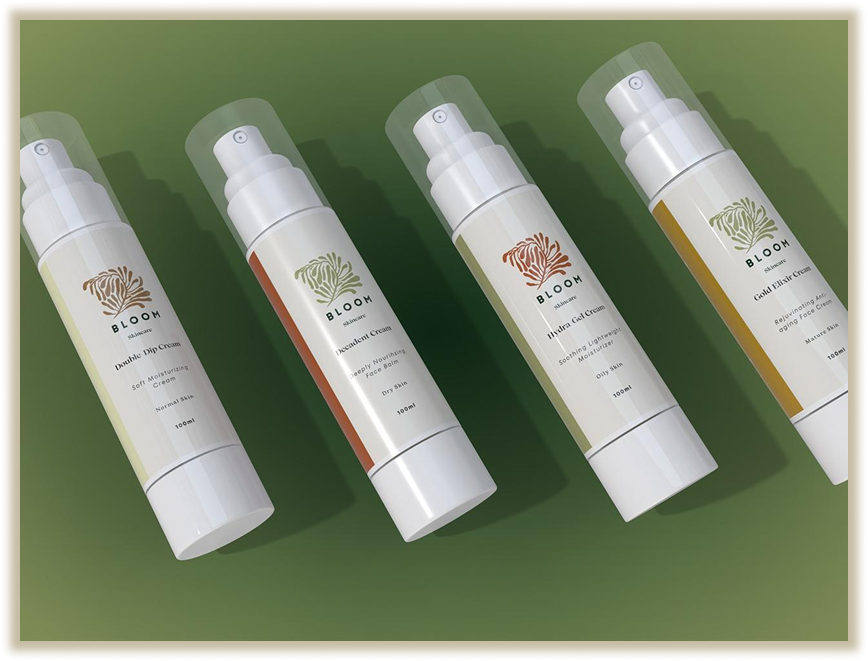 BLOOM
Skincare
Double Dip Cream
Soft Moisturizing
Cream
Normal Skin
100ml
BLOOM
Skincare
Decadent Cream
Deeply Nourihsing
Face Balm
Dry Skin
100ml
BLOOM
Skincare
Hydra Gel Cream
Soothing Lightweight
Moisturizer
Oily Skin
100ml
BLOOM
Skincare
Gold Elixir Cream
Rejuvinating Anti
aging Face Cream
Mature Skin
100ml